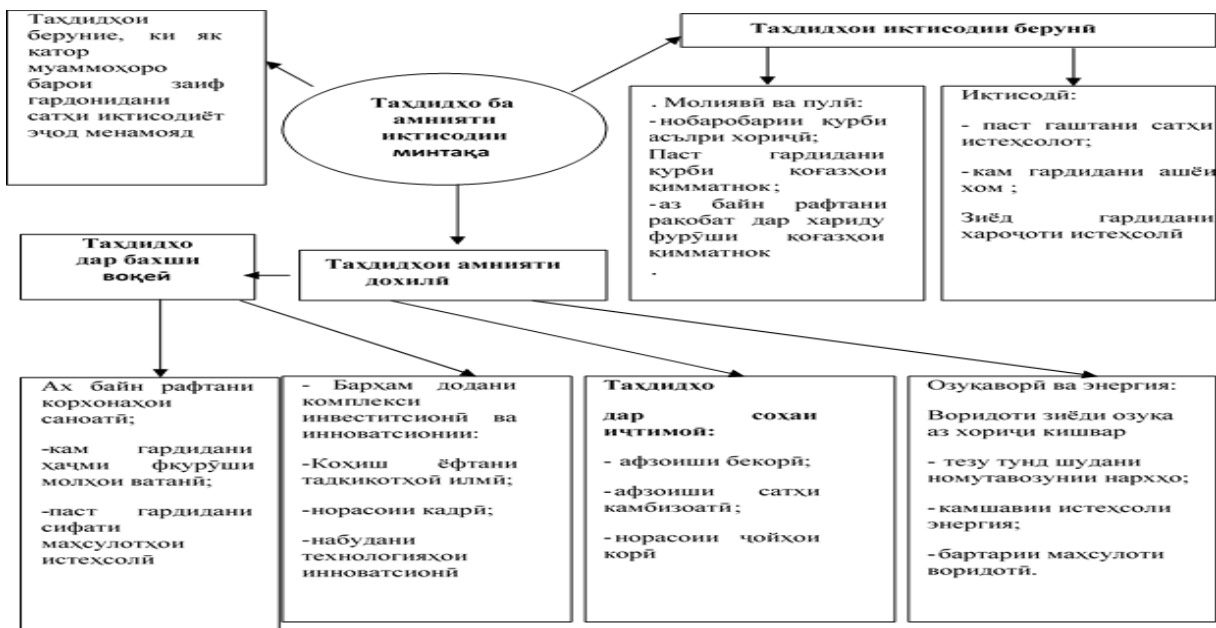 Таҳдидҳои
беруние, ки як
қатор
муаммоҳоро
барои заиф
гардонидани
сатҳи иқтисодиёт
эҷод менамояд
Таҳдидҳо ба
амнияти
иқтисодии
минтақа
Таҳдидҳои иқтисодии берунӣ
. Молиявӣ ва пулӣ:
-нобаробарии қурби
асълри хориҷӣ;
Паст гардидани
қурби коғазҳои
қимматнок;
-аз байн рафтани
рақобат дар хариду
фурӯши коғазҳои
қимматнок
.
Иқтисодӣ:
- паст гаштани сатҳи
истеҳсолот;
-кам гардидани ашёи
хом ;
Зиёд гардидани
хароҷоти истеҳсолӣ
Таҳдидҳо
дар бахши
воқеӣ
Таҳдидҳои амнияти
дохилӣ
Ах байн рафтани
корхонаҳои
саноатӣ;
-кам гардидани
ҳаҷми фкурӯши
молҳои ватанӣ;
-паст гардидани
сифати
маҳсулотҳои
истеҳсолӣ
- Барҳам додани
комплекси
инвеститсионӣ ва
инноватсионии:
-Коҳиш ёфтани
тадқиқотҳои илмӣ;
-норасоии кадрӣ;
-набудани
технологияҳои
инноватсионӣ
Таҳдидҳо
дар соҳаи
иҷтимоӣ:
- афзоиши бекорӣ;
-афзоиши сатҳи
камбизоатӣ;
-норасоии ҷойҳои
корӣ
Озуқаворӣ ва энергия:
Воридоти зиёди озуқа
аз хориҷи кишвар
- тезу тунд шудани
номутавозунии нархҳо;
-камшавии истеҳсоли
энергия;
-бартарии маҳсулоти
воридотӣ.